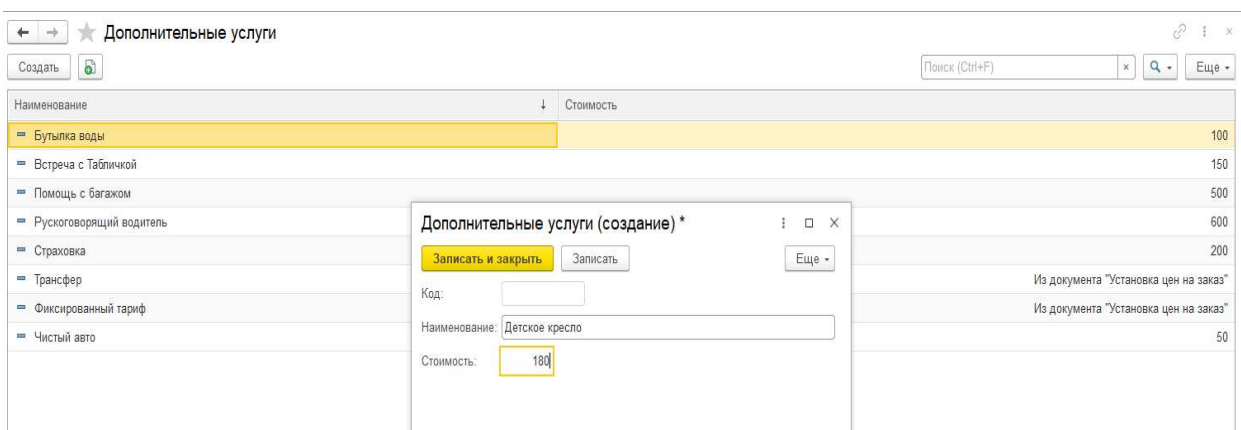 Дополнительные услуги
Создать
Поиск (Ctrl+F)
×
Еще
Наименование ↓ Стоимость
Бутылка воды 100
Встреча с Табличкой 150
Помощь с багажом 500
Рускоговорящий водитель 600
Страховка 200
Трансфер Из документа "Установка цен на заказ"
Фиксированный тариф Из документа "Установка цен на заказ"
Чистый авто 50
Дополнительные услуги (создание) *
Записать и закрыть Записать Еще
Код:
Наименование: Детское кресло
Стоимость: 180